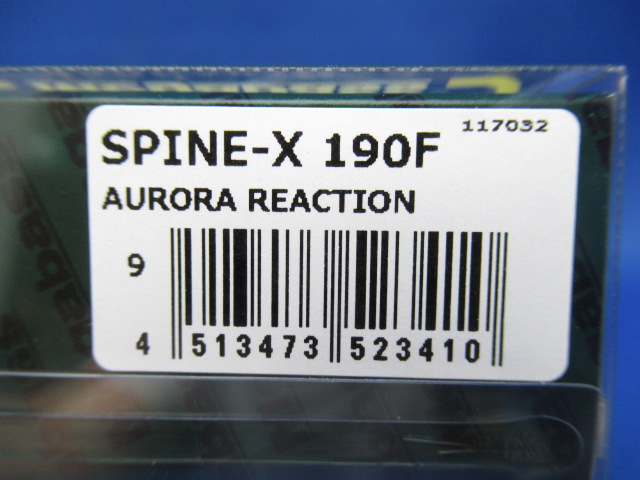 SPINE-X 190F 117032
AURORA REACTION
9
4 513473 523410